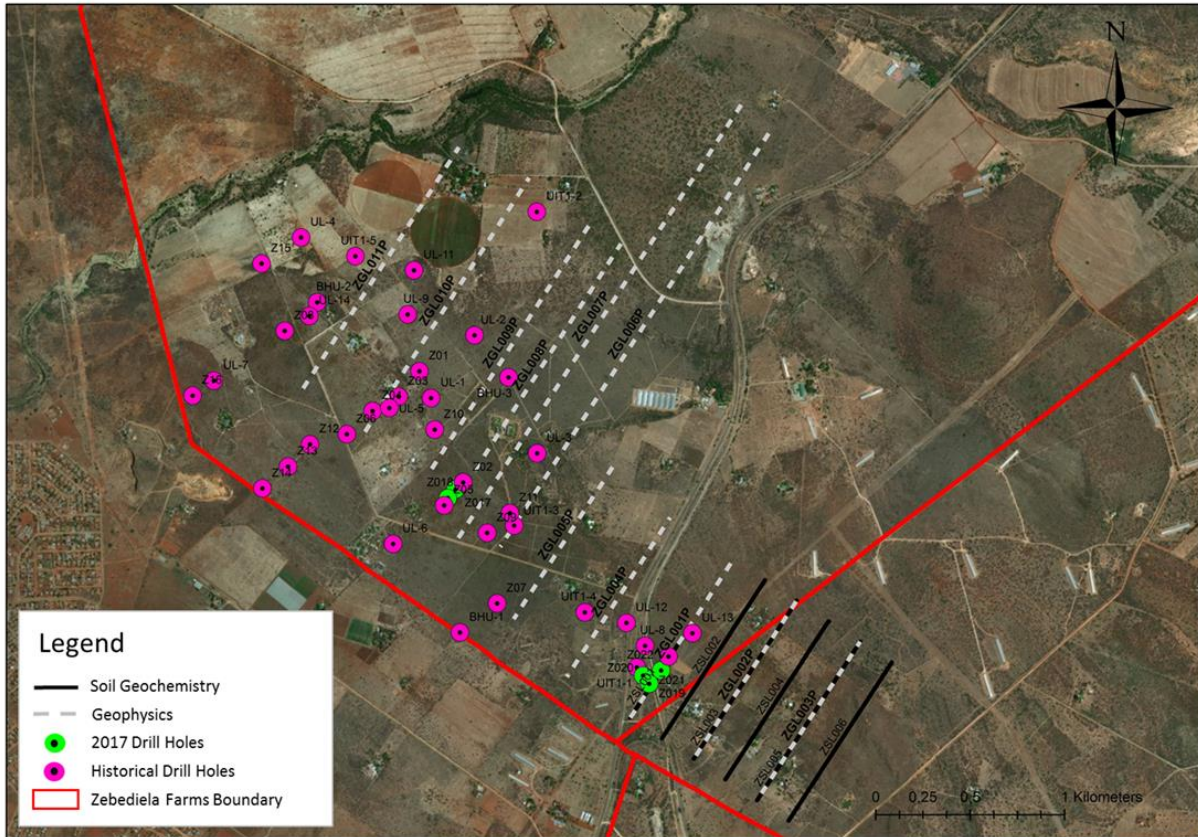 N
UIT1-2
UL-4
UIT1-5
Z15
ZGL011P
UL-11
BHU-2
UL-14
UL-9
ZGL010P
UL-2
ZGL009P
ZGL007P
ZGL006P
ZGL008P
UL-7
Z01
BHU-3
Z03
UL-1
UL-5
Z10
Z12
UL-3
Z13
Z14
Z02
Z018
Z017
Z11
UIT1-3
ZGL005P
UL-6
Z07
BHU-1
UIT1-4
ZGL004P
UL-12
UL-8
ZGL001P
UL-13
Z020
Z021
UIT1-1
Z019
ZSL002
ZGL002P
ZSL003
ZSL004
ZGL003P
ZSL005
ZSL006
Legend
Soil Geochemistry
Geophysics
2017 Drill Holes
Historical Drill Holes
Zebediela Farms Boundary
0 0,25 0,5 1 Kilometers